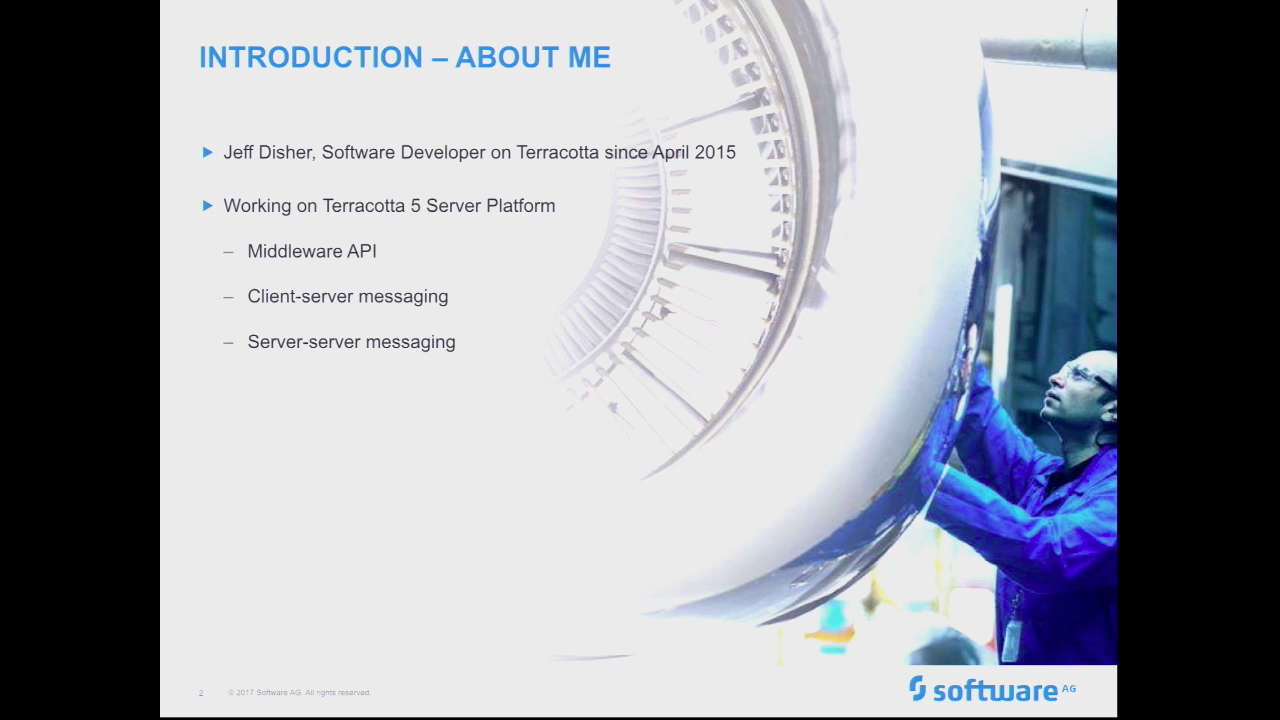 INTRODUCTION – ABOUT ME
Jeff Disher, Software Developer on Terracotta since April 2015
Working on Terracotta 5 Server Platform
– Middleware API
– Client-server messaging
– Server-server messaging
2 © 2017 Software AG. All rights reserved.
software AG